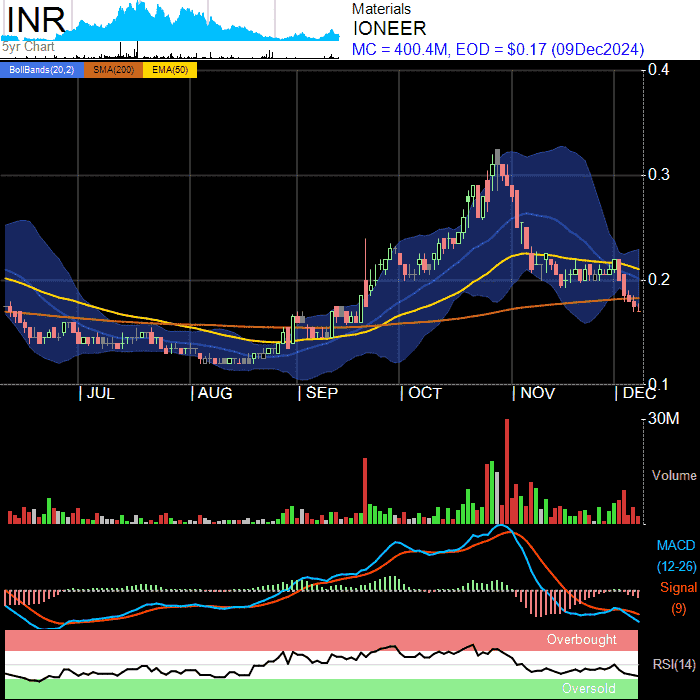 INR
5yr Chart
Materials
IONEER
MC = 400.4M, EOD = $0.17 (09Dec2024)
BollBands(20,2) SMA(200) EMA(50)
0.4
0.3
0.2
0.1
| JUL | AUG | SEP | OCT | NOV | DEC
30M
Volume
MACD
(12-26)
Signal
(9)
Overbought
RSI(14)
Oversold